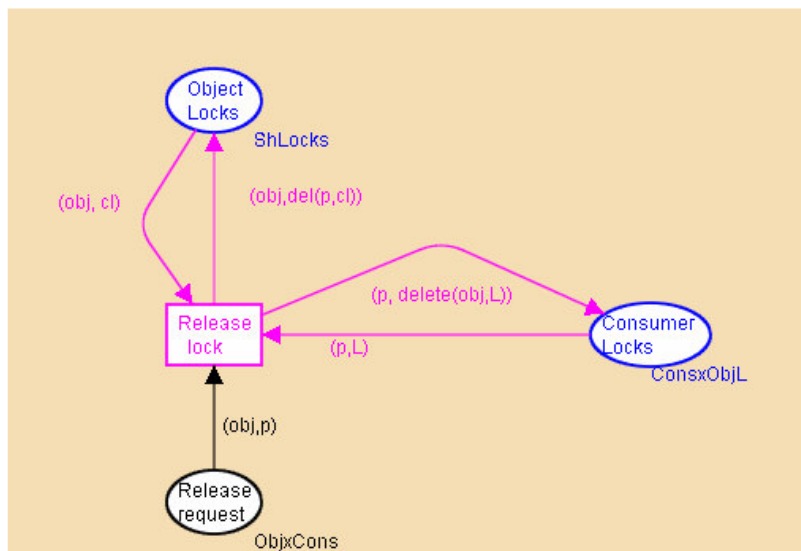 Object
Locks
ShLocks
(obj, cl)
(obj,del(p,cl))
(p, delete(obj,L))
Release
lock
Consumer
Locks
(p,L)
ConsxObjL
(obj,p)
Release
request
ObjxCons